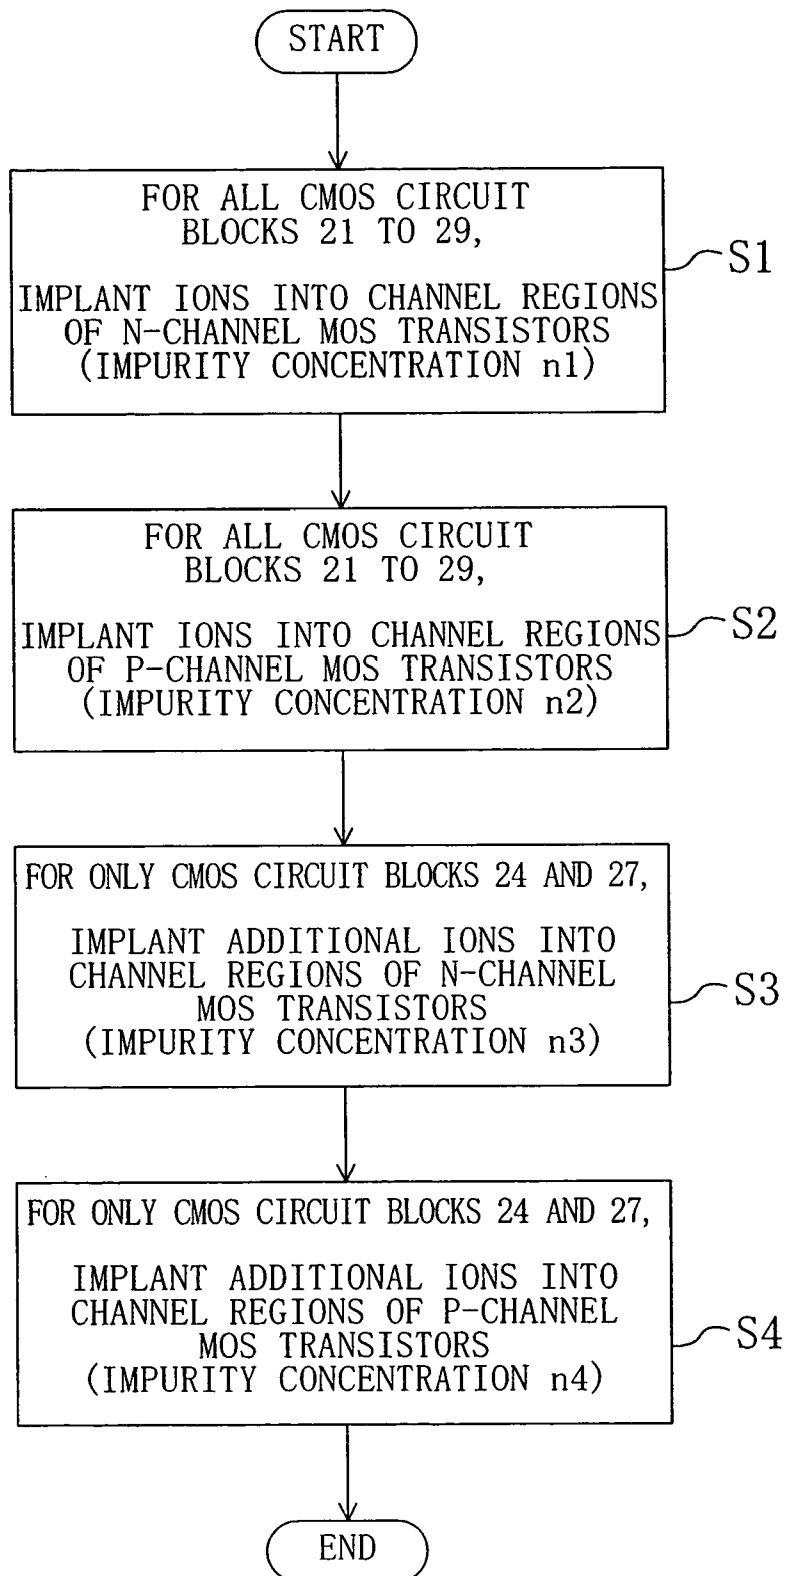 START
FOR ALL CMOS CIRCUIT
BLOCKS 21 TO 29,
IMPLANT IONS INTO CHANNEL REGIONS
OF N-CHANNEL MOS TRANSISTORS
(IMPURITY CONCENTRATION n1)
S1
FOR ALL CMOS CIRCUIT
BLOCKS 21 TO 29,
IMPLANT IONS INTO CHANNEL REGIONS
OF P-CHANNEL MOS TRANSISTORS
(IMPURITY CONCENTRATION n2)
S2
FOR ONLY CMOS CIRCUIT BLOCKS 24 AND 27,
IMPLANT ADDITIONAL IONS INTO
CHANNEL REGIONS OF N-CHANNEL
MOS TRANSISTORS
(IMPURITY CONCENTRATION n3)
S3
FOR ONLY CMOS CIRCUIT BLOCKS 24 AND 27,
IMPLANT ADDITIONAL IONS INTO
CHANNEL REGIONS OF P-CHANNEL
MOS TRANSISTORS
(IMPURITY CONCENTRATION n4)
S4
END